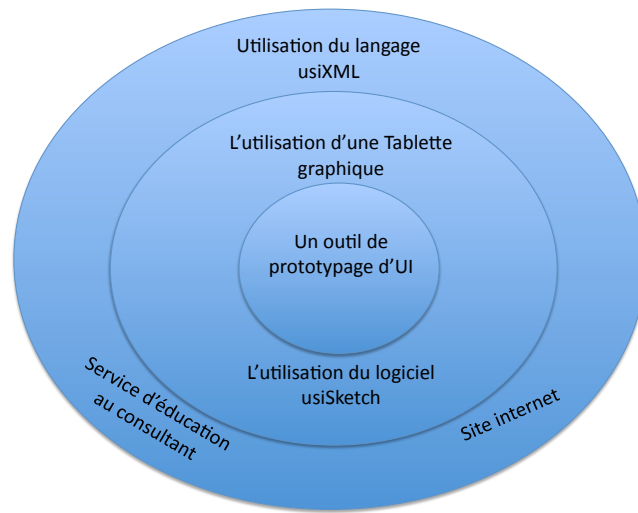 Utilisation du langage
usiXML
L’utilisation d’une Tablette
graphique
Un outil de
prototypage d’UI
L’utilisation du logiciel
usiSketch
Service d’éducation
au consultant
Site internet